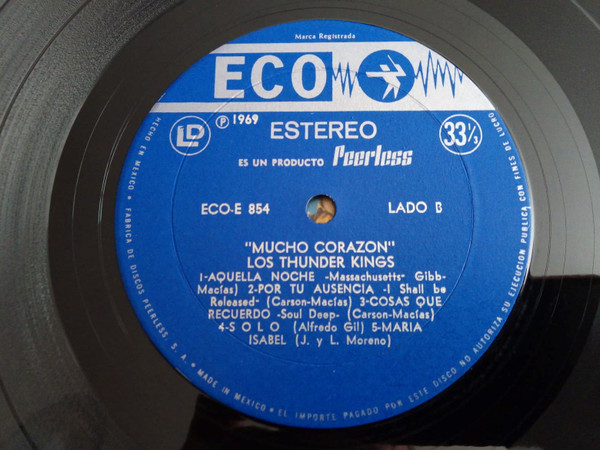 Marca Registrada
ECO
LD
Ⓟ 1969
ESTEREO
33⅓
ES UN PRODUCTO Peerless
ECO-E 854
LADO B
"MUCHO CORAZON"
LOS THUNDER KINGS
1-AQUELLA NOCHE -Massachusetts- Gibb-
Macías) 2-POR TU AUSENCIA -I Shall be
Released- (Carson-Macías) 3-COSAS QUE
RECUERDO -Soul Deep- (Carson-Macías)
4-S O L O (Alfredo Gil) 5-MARIA
ISABEL (J. y L. Moreno)
HECHO EN MEXICO • FABRICA DE DISCOS PEERLESS S. A. • MADE IN MEXICO • EL IMPORTE PAGADO POR ESTE DISCO NO AUTORIZA SU EJECUCION PUBLICA CON FINES DE LUCRO